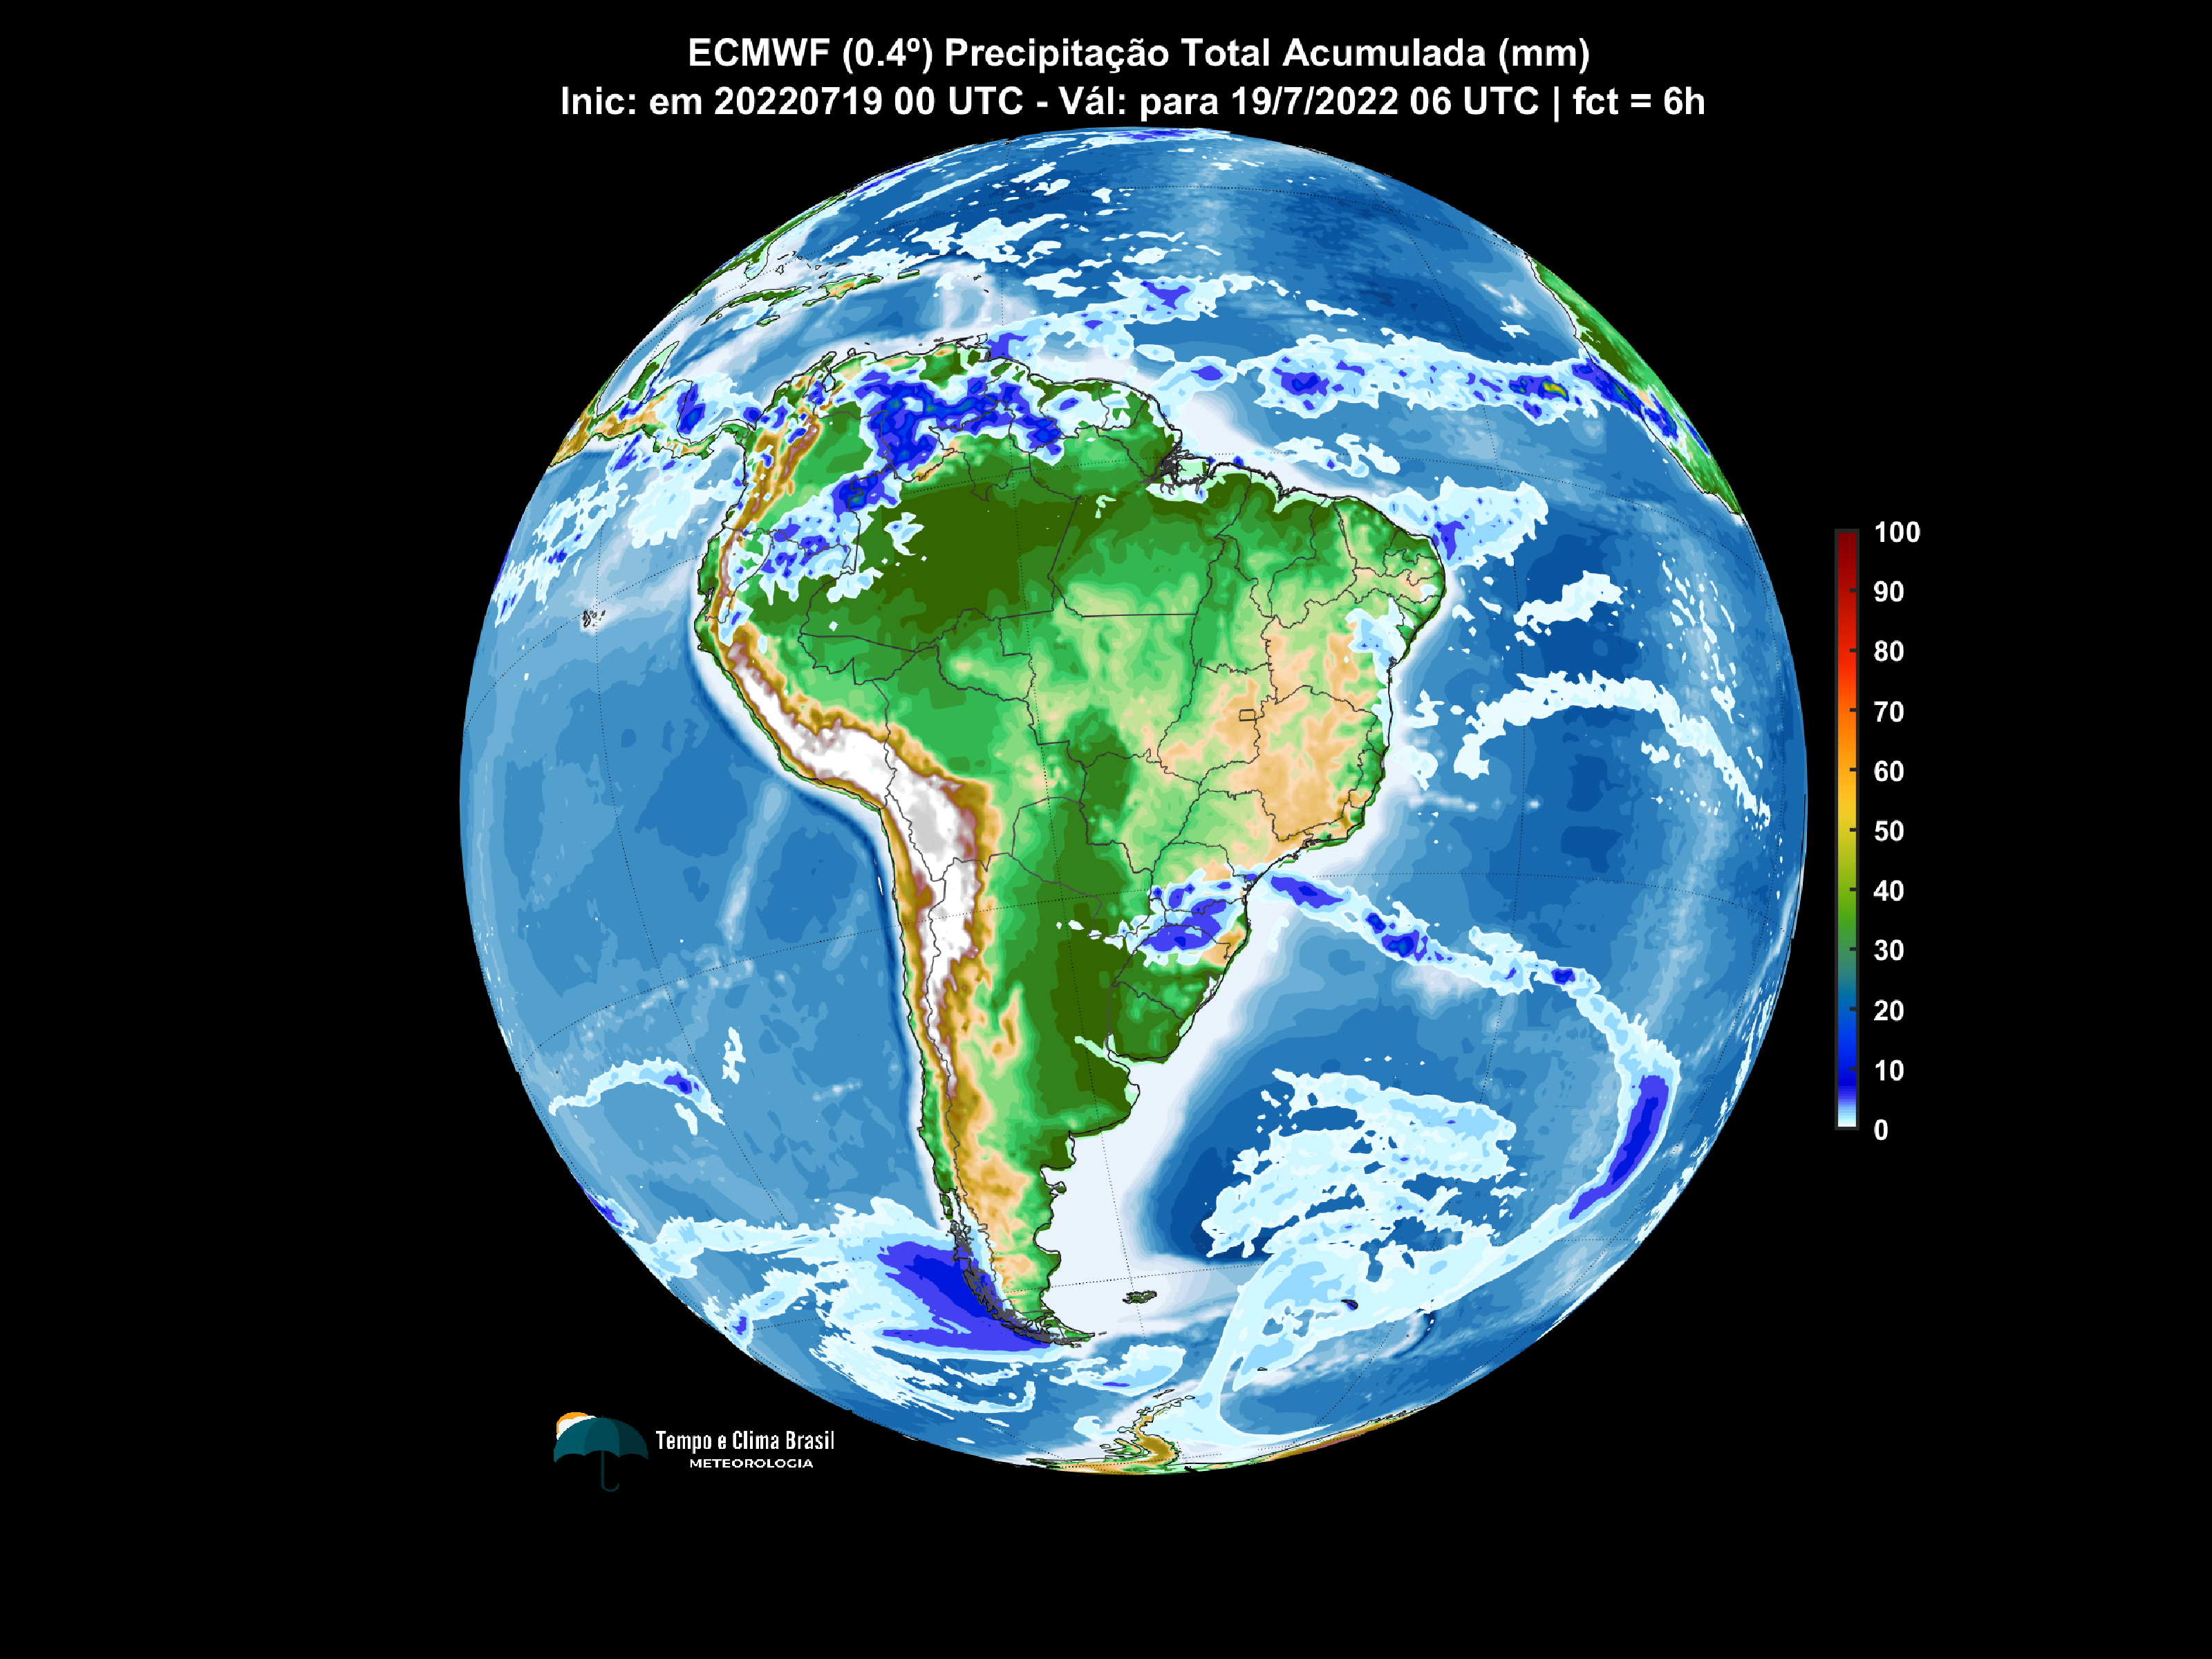 ECMWF (0.4º) Precipitação Total Acumulada (mm)
Inic: em 20220719 00 UTC - Vál: para 19/7/2022 06 UTC | fct = 6h
100
90
80
70
60
50
40
30
20
10
0
Tempo e Clima Brasil
METEOROLOGIA